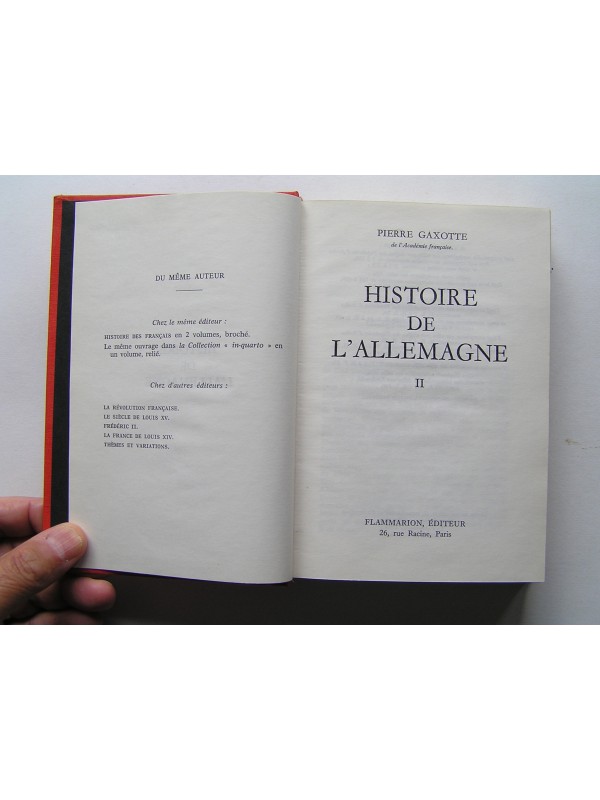 DU MÊME AUTEUR
Chez le même éditeur :
HISTOIRE DES FRANÇAIS en 2 volumes, broché.
Le même ouvrage dans la Collection « in-quarto » en
un volume, relié.
Chez d'autres éditeurs :
LA RÉVOLUTION FRANÇAISE.
LE SIÈCLE DE LOUIS XV.
FRÉDÉRIC II.
LA FRANCE DE LOUIS XIV.
THÈMES ET VARIATIONS.
PIERRE GAXOTTE
de l'Académie française.
HISTOIRE
DE
L'ALLEMAGNE
II
FLAMMARION, ÉDITEUR
26, rue Racine, Paris